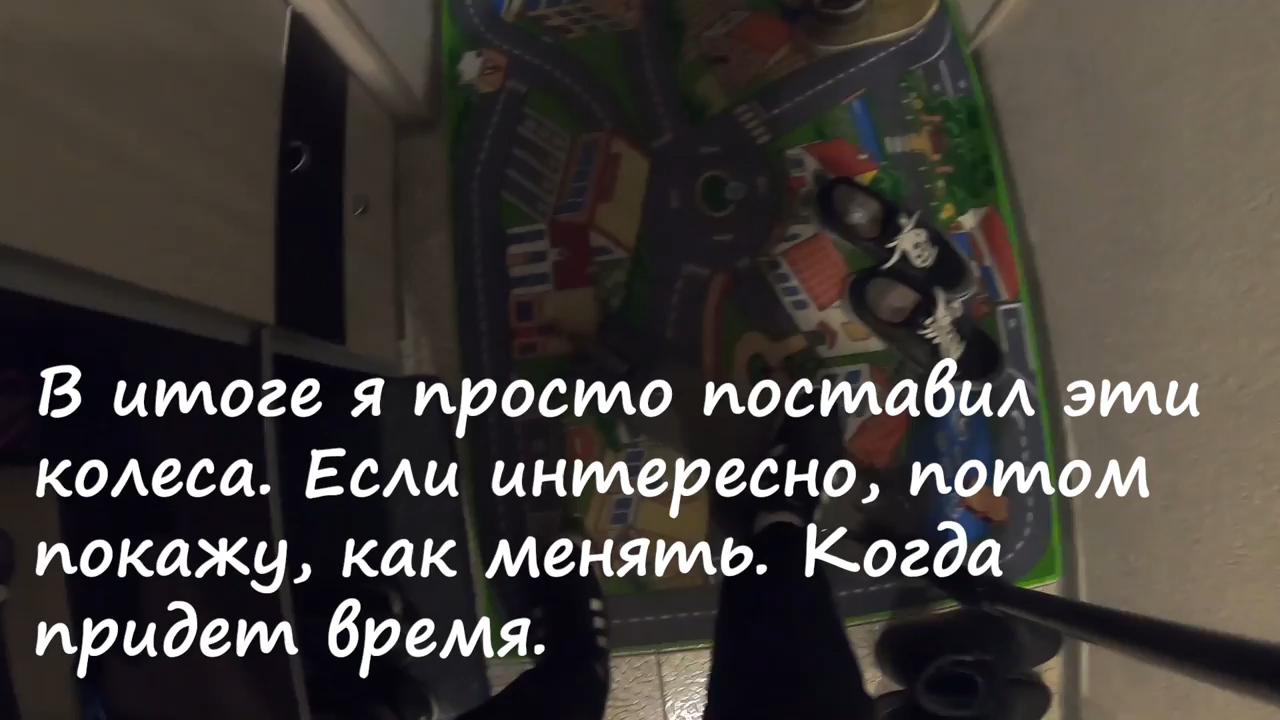 В итоге я просто поставил эти
колеса. Если интересно, потом
покажу, как менять. Когда
придет время.